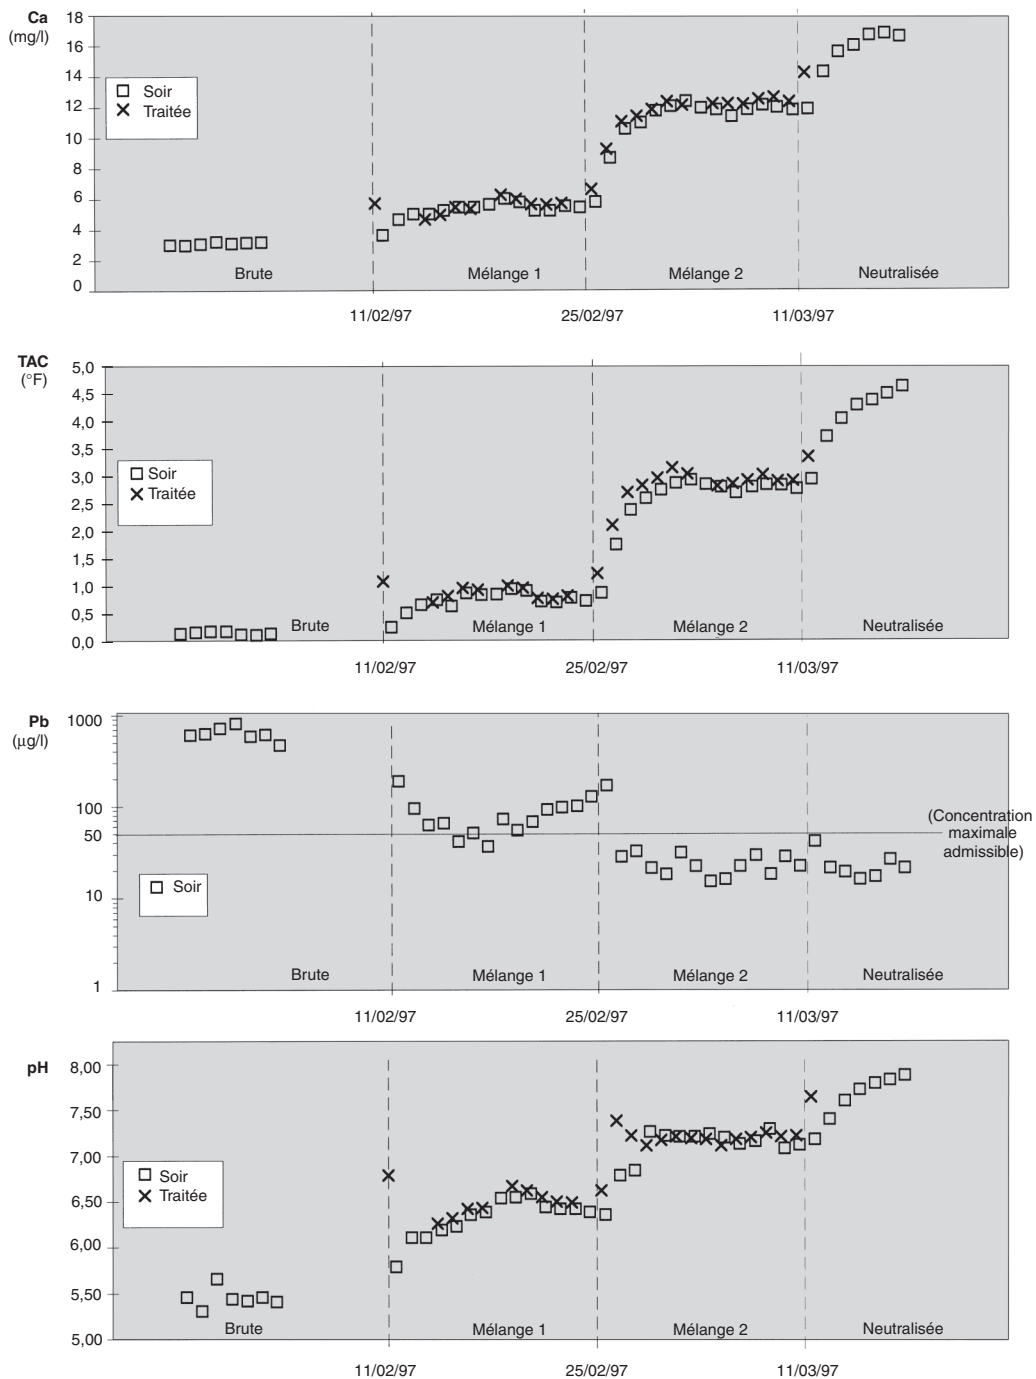 Ca
(mg/l)
18
16
14
12
10
8
6
4
2
0
Soir
Traitée
Brute
Mélange 1
Mélange 2
Neutralisée
11/02/97
25/02/97
11/03/97
TAC
(°F)
5,0
4,5
4,0
3,5
3,0
2,5
2,0
1,5
1,0
0,5
0,0
Soir
Traitée
Brute
Mélange 1
Mélange 2
Neutralisée
11/02/97
25/02/97
11/03/97
Pb
(µg/l)
1000
100
50
10
1
(Concentration
maximale
admissible)
Soir
Brute
Mélange 1
Mélange 2
Neutralisée
11/02/97
25/02/97
11/03/97
pH
8,00
7,50
7,00
6,50
6,00
5,50
5,00
Soir
Traitée
Brute
Mélange 1
Mélange 2
Neutralisée
11/02/97
25/02/97
11/03/97